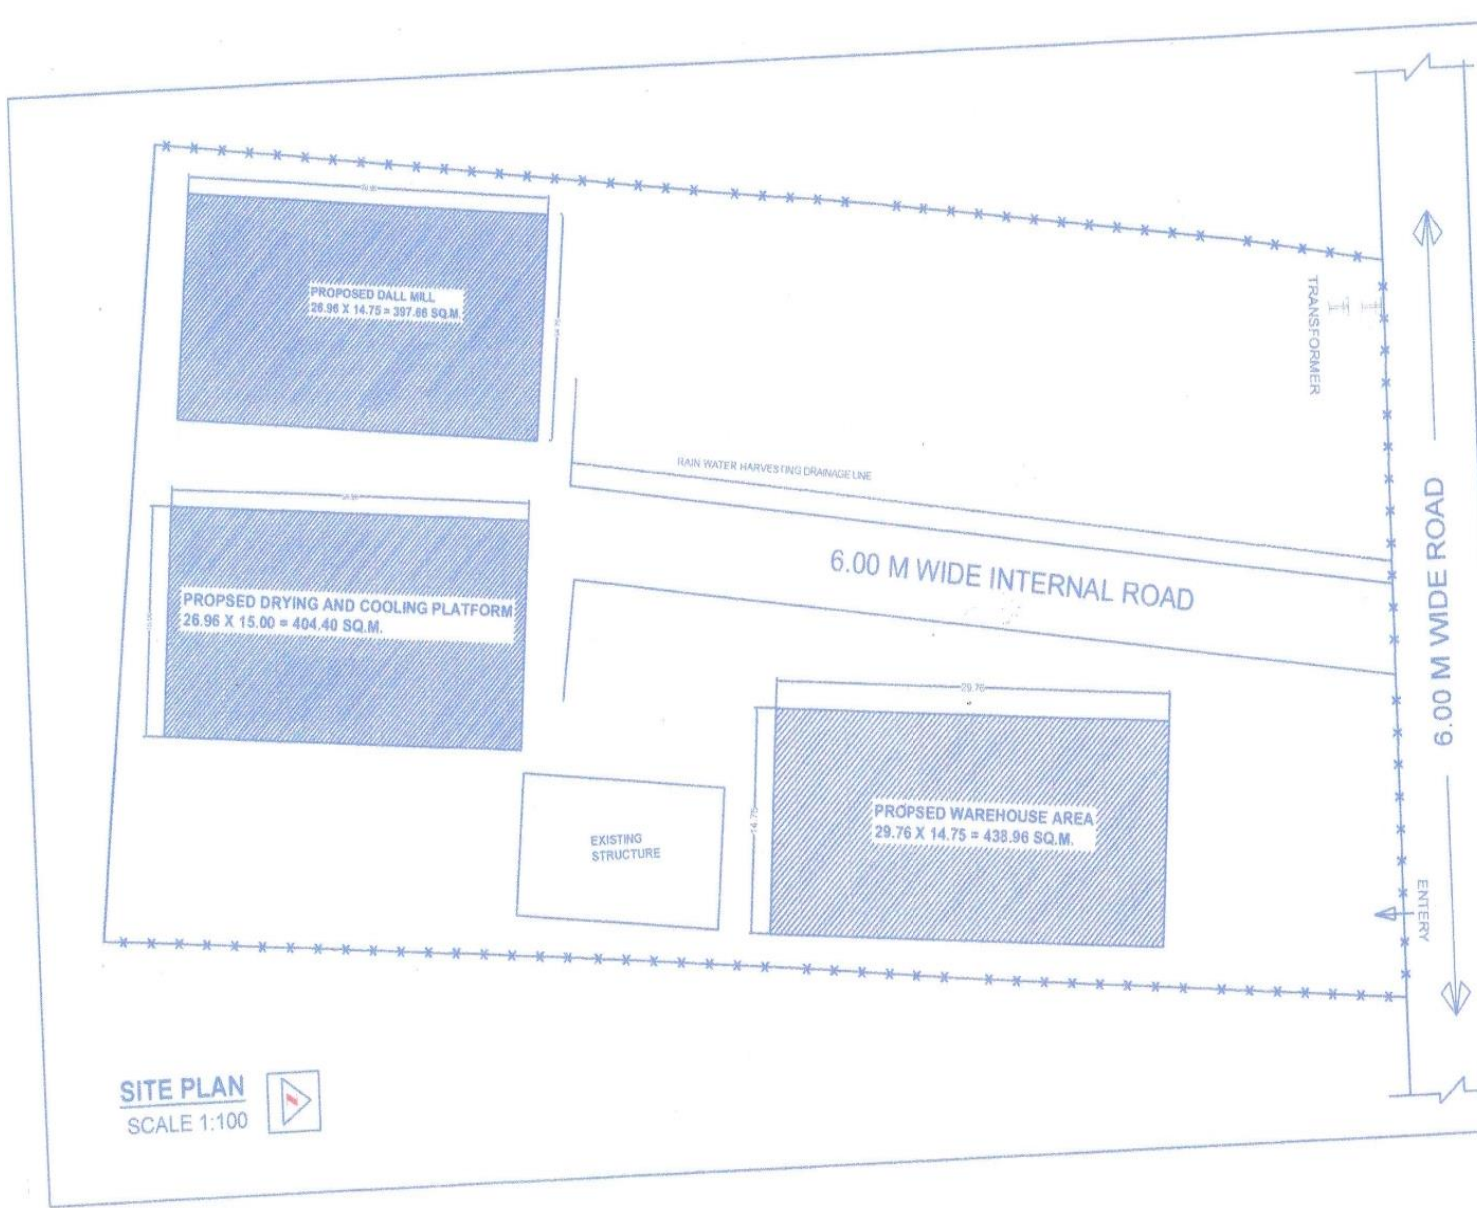 PROPOSED DALL MILL
26.96 X 14.75 = 397.66 SQ.M.
14.75
TRANSFORMER
RAIN WATER HARVESTING DRAINAGE LINE
6.00 M WIDE INTERNAL ROAD
6.00 M WIDE ROAD
PROPSED DRYING AND COOLING PLATFORM
26.96 X 15.00 = 404.40 SQ.M.
29.76
14.75
PROPSED WAREHOUSE AREA
29.76 X 14.75 = 438.96 SQ.M.
EXISTING
STRUCTURE
ENTERY
SITE PLAN
SCALE 1:100